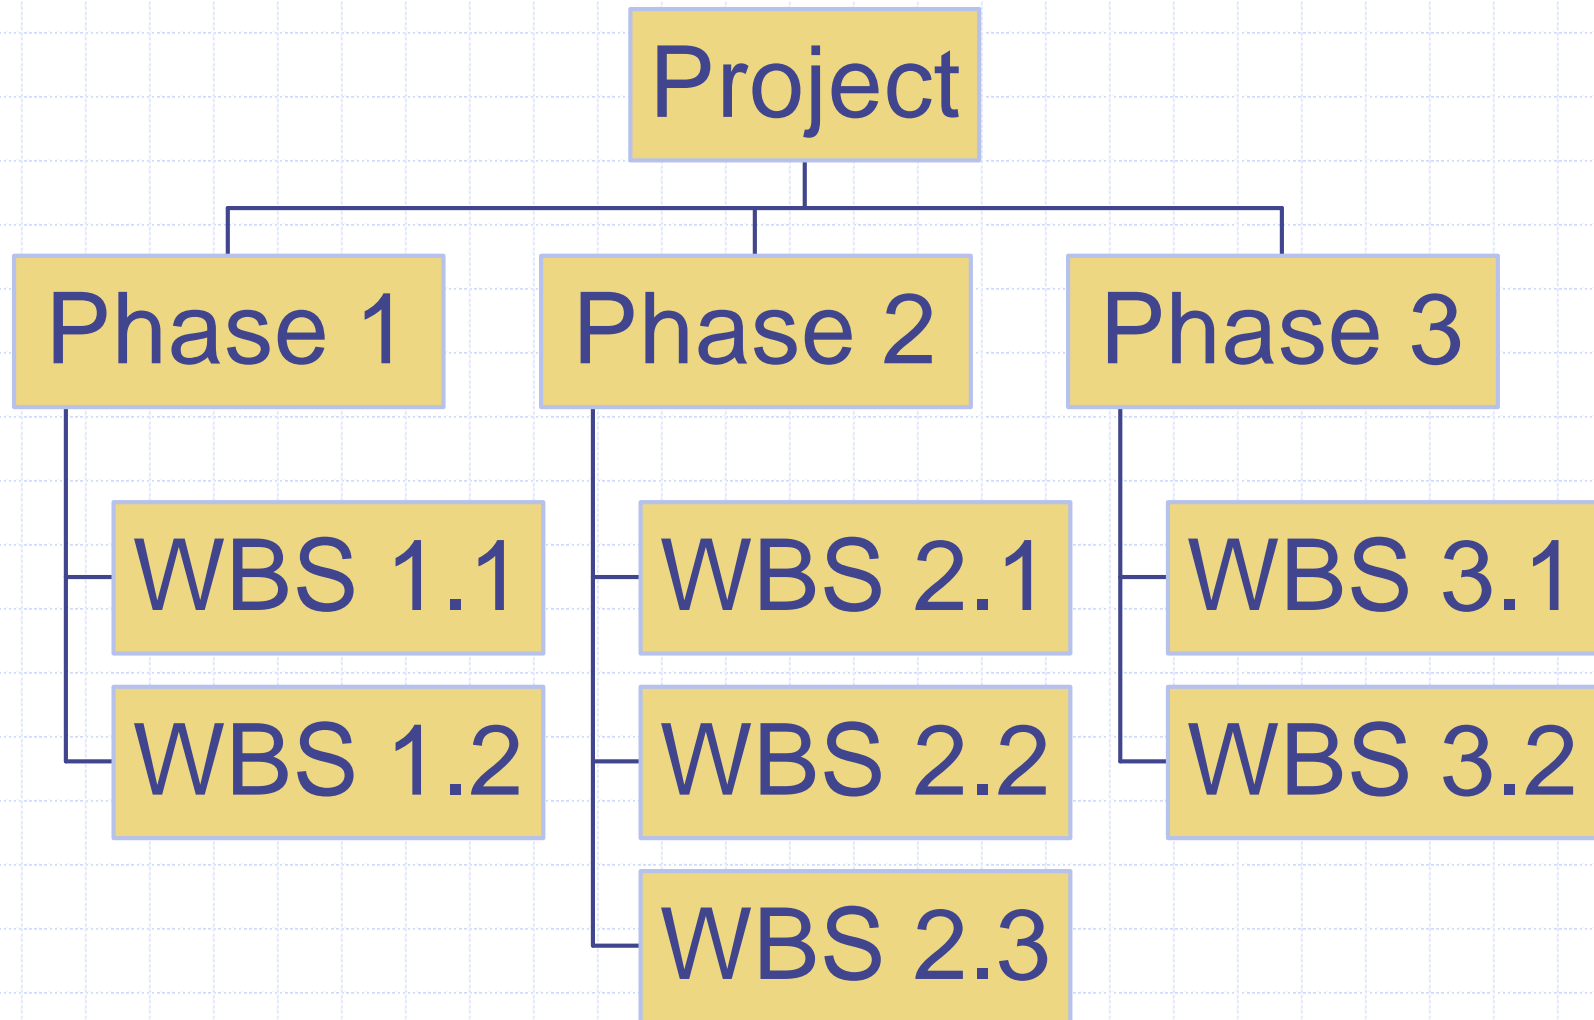 Project
Phase 1
Phase 2
Phase 3
WBS 1.1
WBS 2.1
WBS 3.1
WBS 1.2
WBS 2.2
WBS 3.2
WBS 2.3